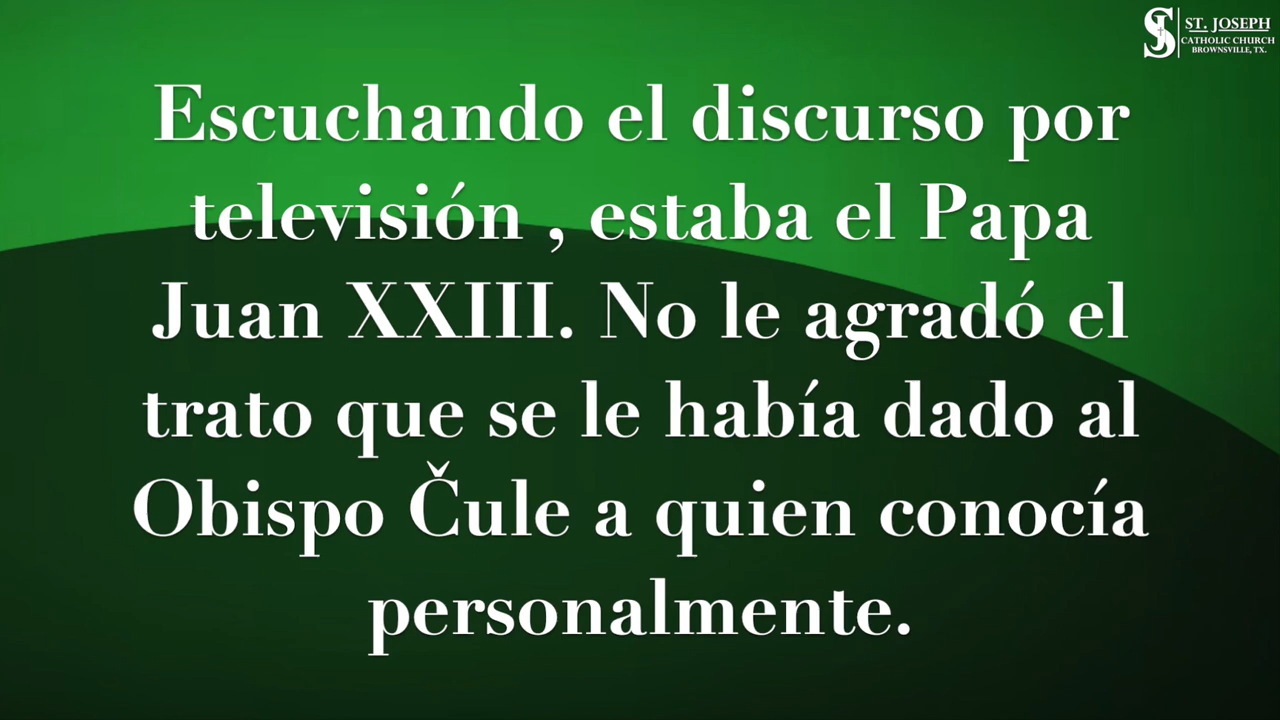 ST. JOSEPH
CATHOLIC CHURCH
BROWNSVILLE, TX.
Escuchando el discurso por
televisión , estaba el Papa
Juan XXIII. No le agradó el
trato que se le había dado al
Obispo Čule a quien conocía
personalmente.